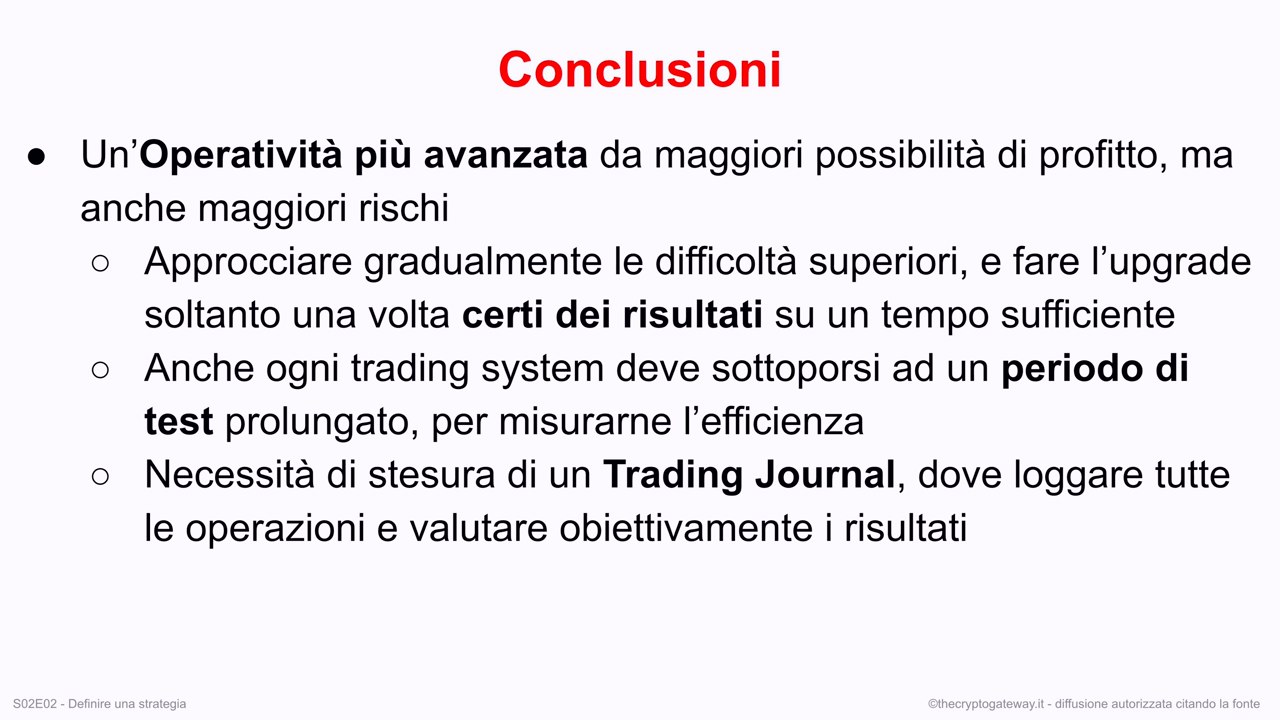 Conclusioni
● Un’Operatività più avanzata da maggiori possibilità di profitto, ma
anche maggiori rischi
○ Approcciare gradualmente le difficoltà superiori, e fare l’upgrade
soltanto una volta certi dei risultati su un tempo sufficiente
○ Anche ogni trading system deve sottoporsi ad un periodo di
test prolungato, per misurarne l’efficienza
○ Necessità di stesura di un Trading Journal, dove loggare tutte
le operazioni e valutare obiettivamente i risultati
S02E02 - Definire una strategia
©thecryptogateway.it - diffusione autorizzata citando la fonte